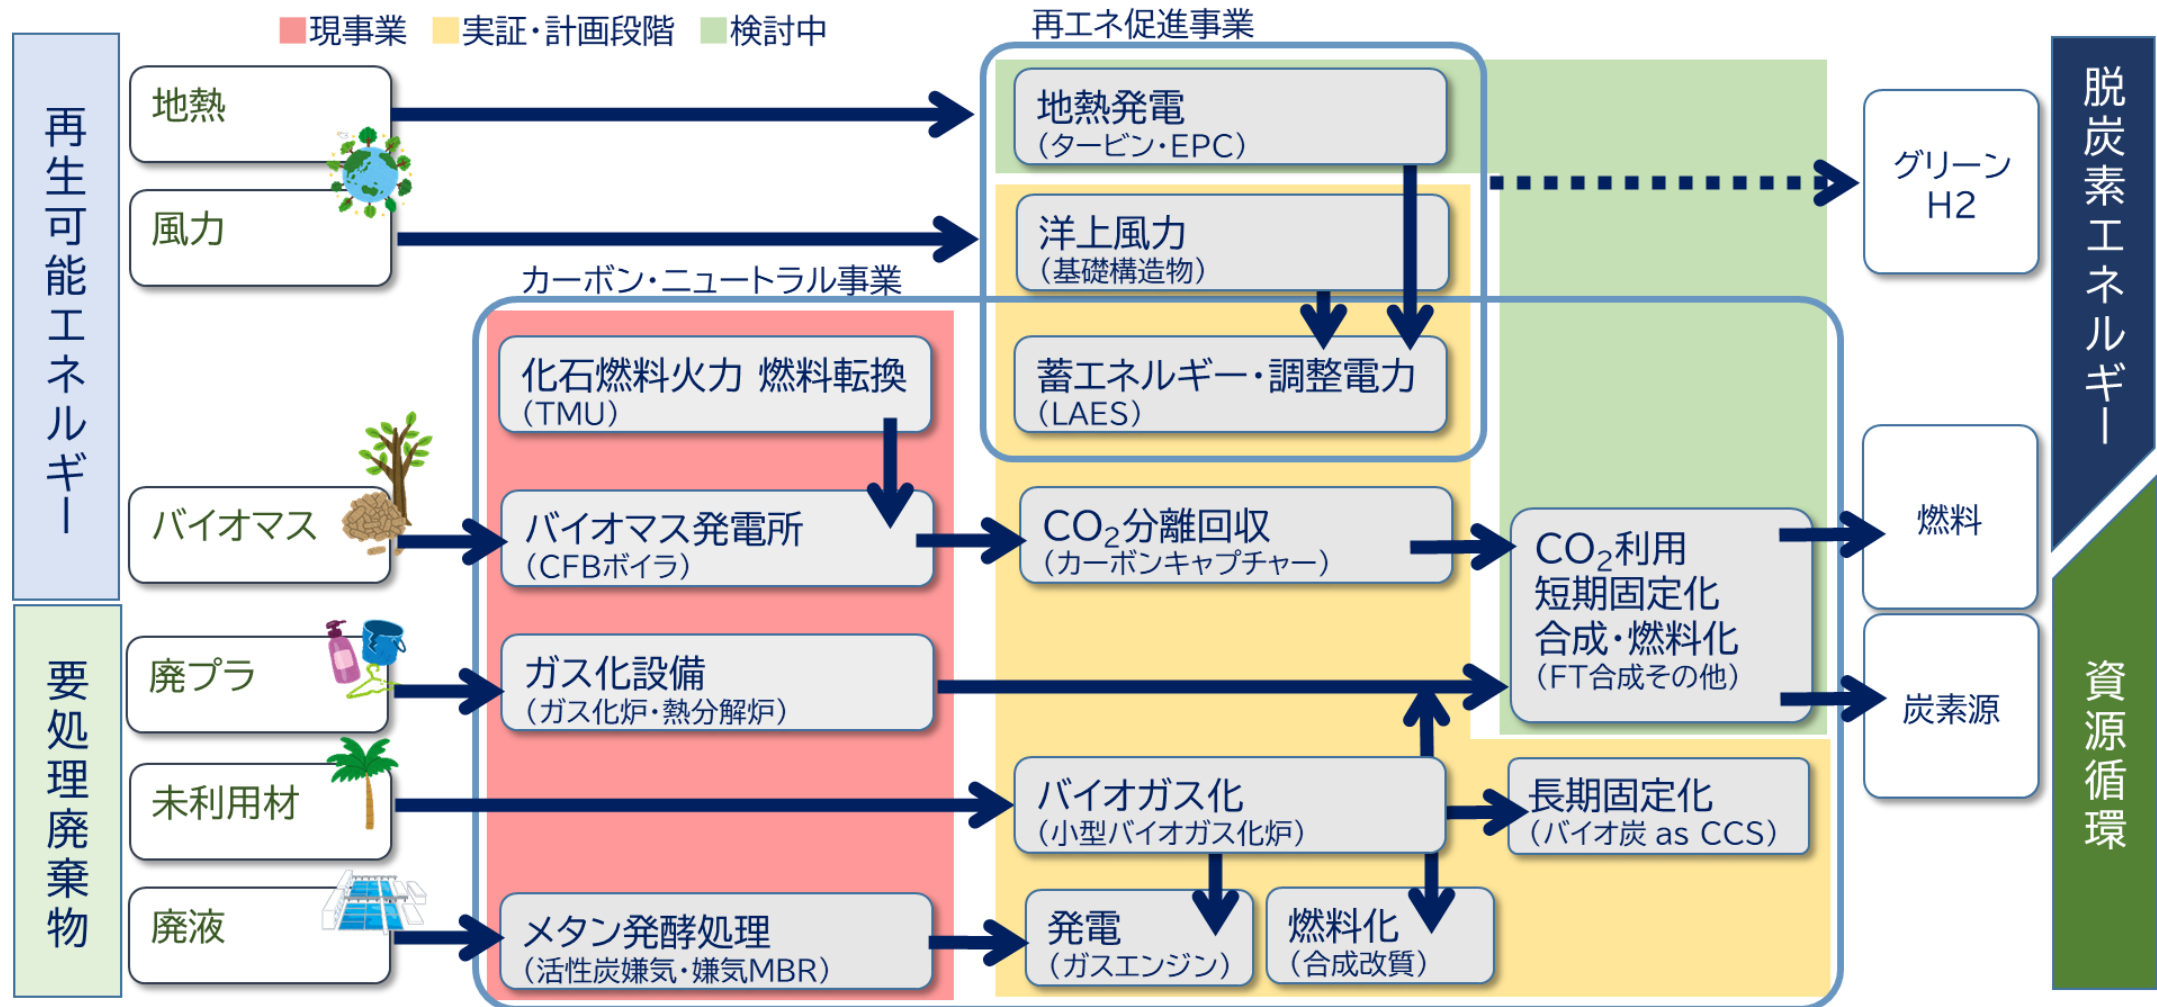 現事業
実証・計画段階
検討中
再エネ促進事業
再生可能エネルギー
地熱
地熱発電
(タービン・EPC)
脱炭素エネルギー
グリーン
H2
風力
洋上風力
(基礎構造物)
カーボン・ニュートラル事業
化石燃料火力 燃料転換
(TMU)
蓄エネルギー・調整電力
(LAES)
バイオマス
バイオマス発電所
(CFBボイラ)
CO₂分離回収
(カーボンキャプチャー)
CO₂利用
短期固定化
合成・燃料化
(FT合成その他)
燃料
要処理廃棄物
廃プラ
ガス化設備
(ガス化炉・熱分解炉)
炭素源
資源循環
未利用材
バイオガス化
(小型バイオガス化炉)
長期固定化
(バイオ炭 as CCS)
廃液
メタン発酵処理
(活性炭嫌気・嫌気MBR)
発電
(ガスエンジン)
燃料化
(合成改質)